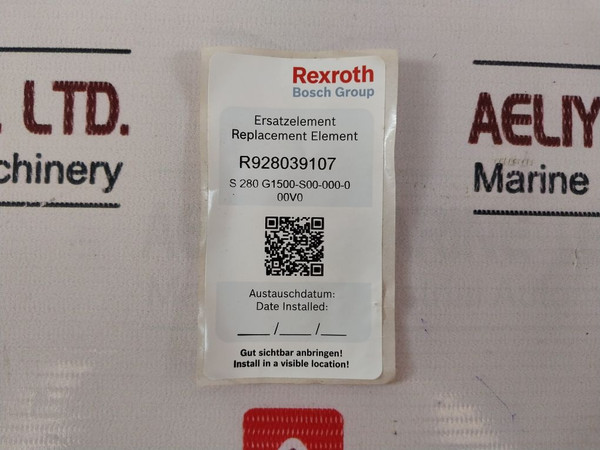 Rexroth
Bosch Group
Ersatzelement
Replacement Element
R928039107
S 280 G1500-S00-000-0
00V0
Austauschdatum:
Date Installed:
____ /____ /___
Gut sichtbar anbringen!
Install in a visible location!
LTD.
chinery
AELIY
Marine